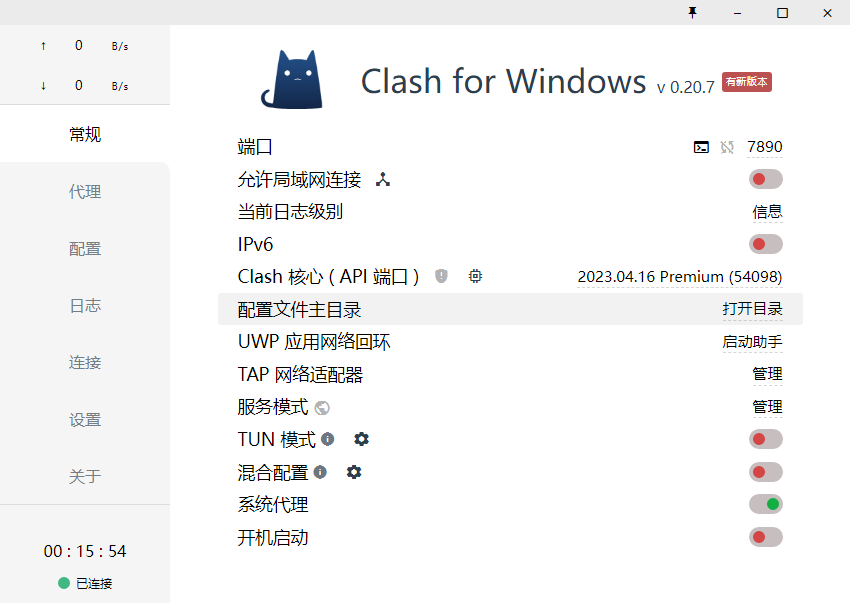 ↑ 0 B/s
↓ 0 B/s
常规
代理
配置
日志
连接
设置
关于
00 : 15 : 54
已连接
Clash for Windows v 0.20.7 有新版本
端口 7890
允许局域网连接
当前日志级别 信息
IPv6
Clash 核心 ( API 端口 ) 2023.04.16 Premium (54098)
配置文件主目录 打开目录
UWP 应用网络回环 启动助手
TAP 网络适配器 管理
服务模式 管理
TUN 模式
混合配置
系统代理
开机启动